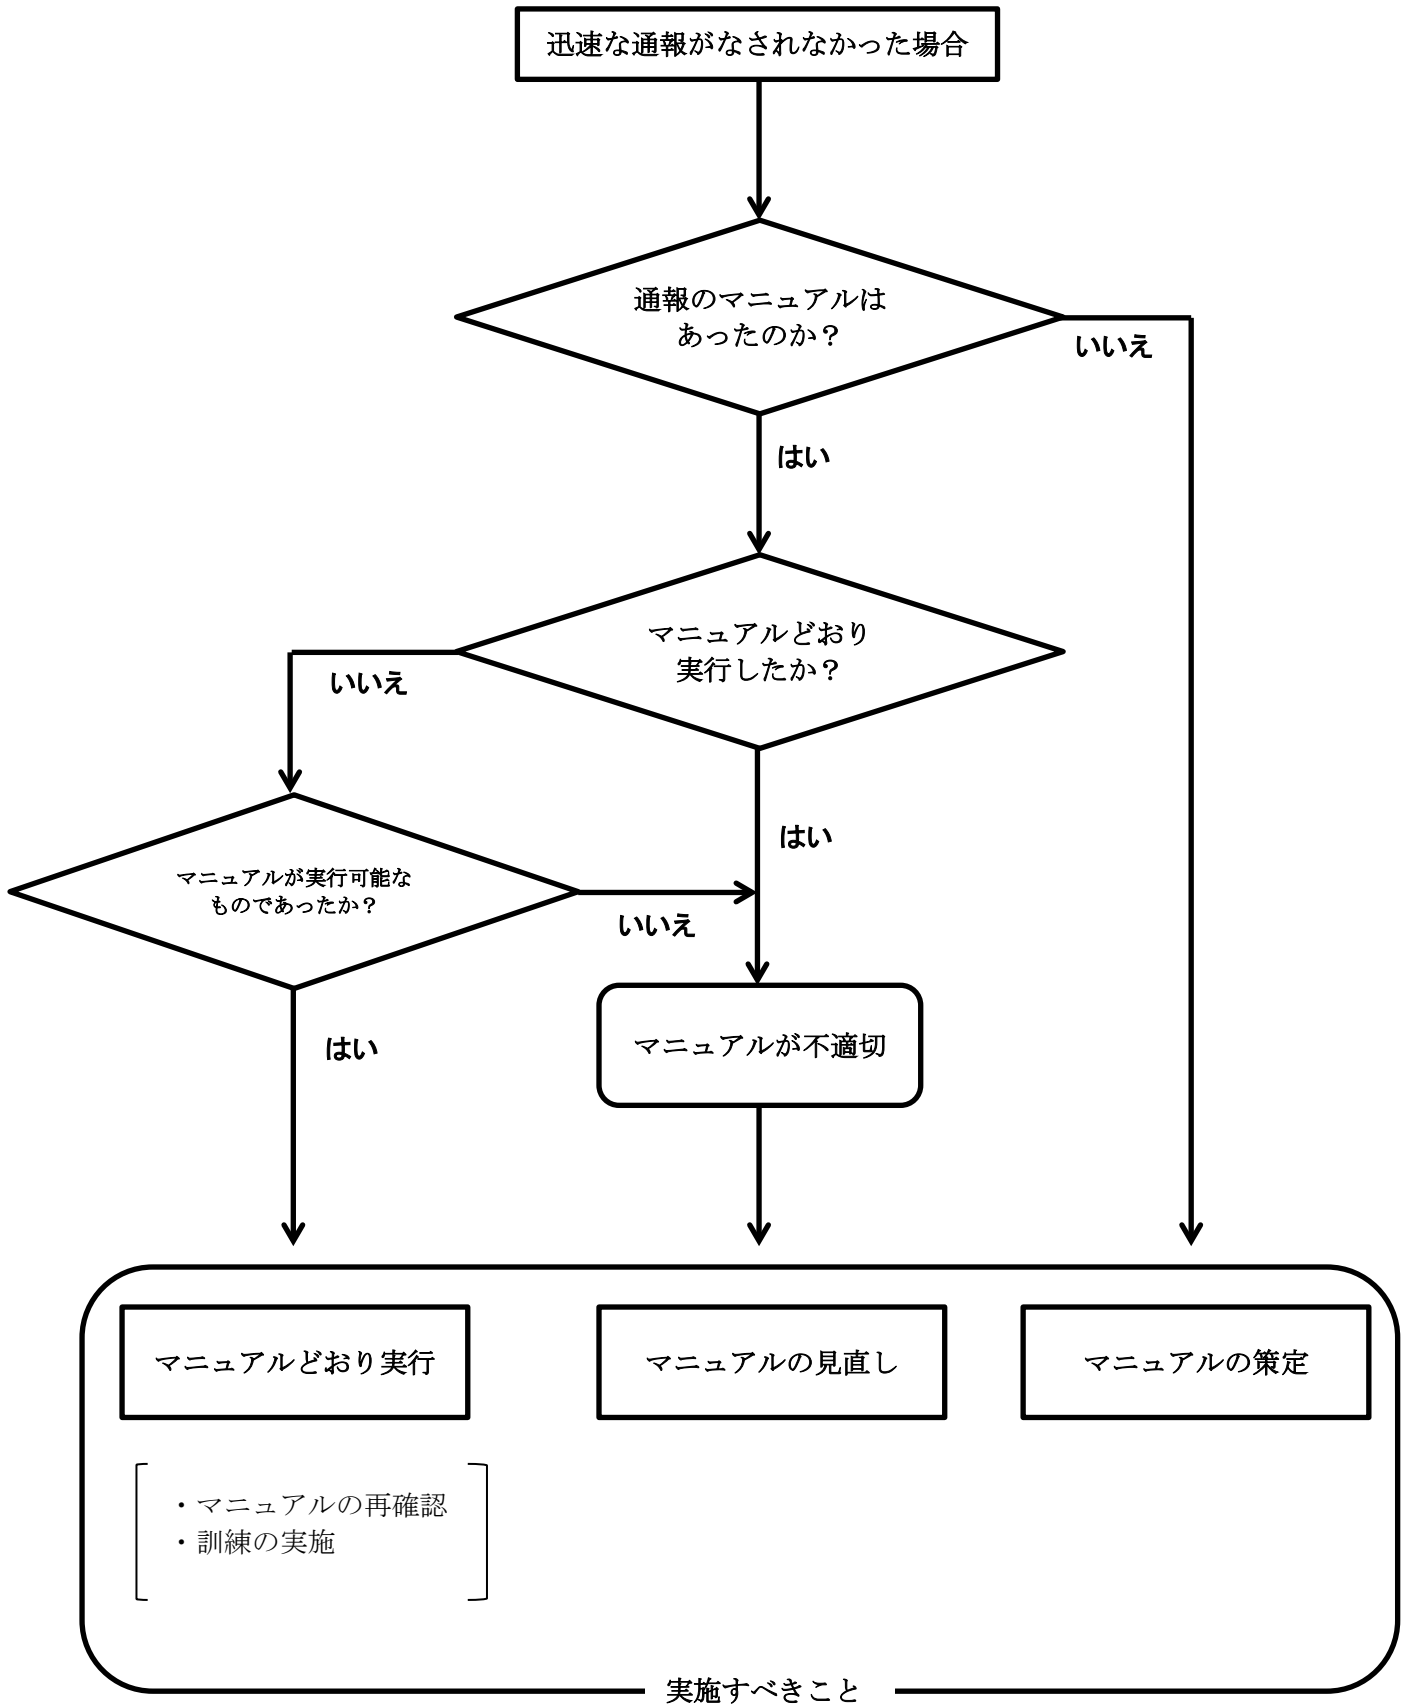 迅速な通報がなされなかった場合
通報のマニュアルは
あったのか？
いいえ
はい
マニュアルどおり
実行したか？
いいえ
はい
マニュアルが実行可能な
ものであったか？
いいえ
はい
マニュアルが不適切
マニュアルどおり実行
マニュアルの見直し
マニュアルの策定
・マニュアルの再確認
・訓練の実施
実施すべきこと